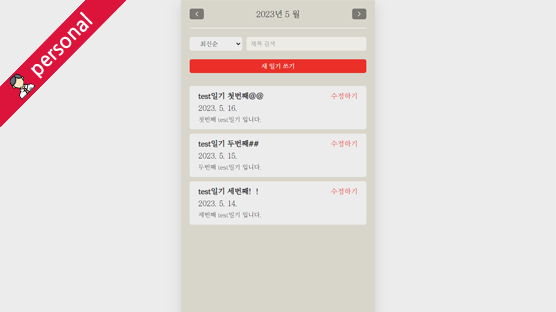 personal
2023년 5 월
최신순
제목 검색
새 일기 쓰기
test일기 첫번째@@
수정하기
2023. 5. 16.
첫번째 test일기 입니다.
test일기 두번째##
수정하기
2023. 5. 15.
두번째 test일기 입니다.
test일기 세번째! !
수정하기
2023. 5. 14.
세번째 test일기 입니다.